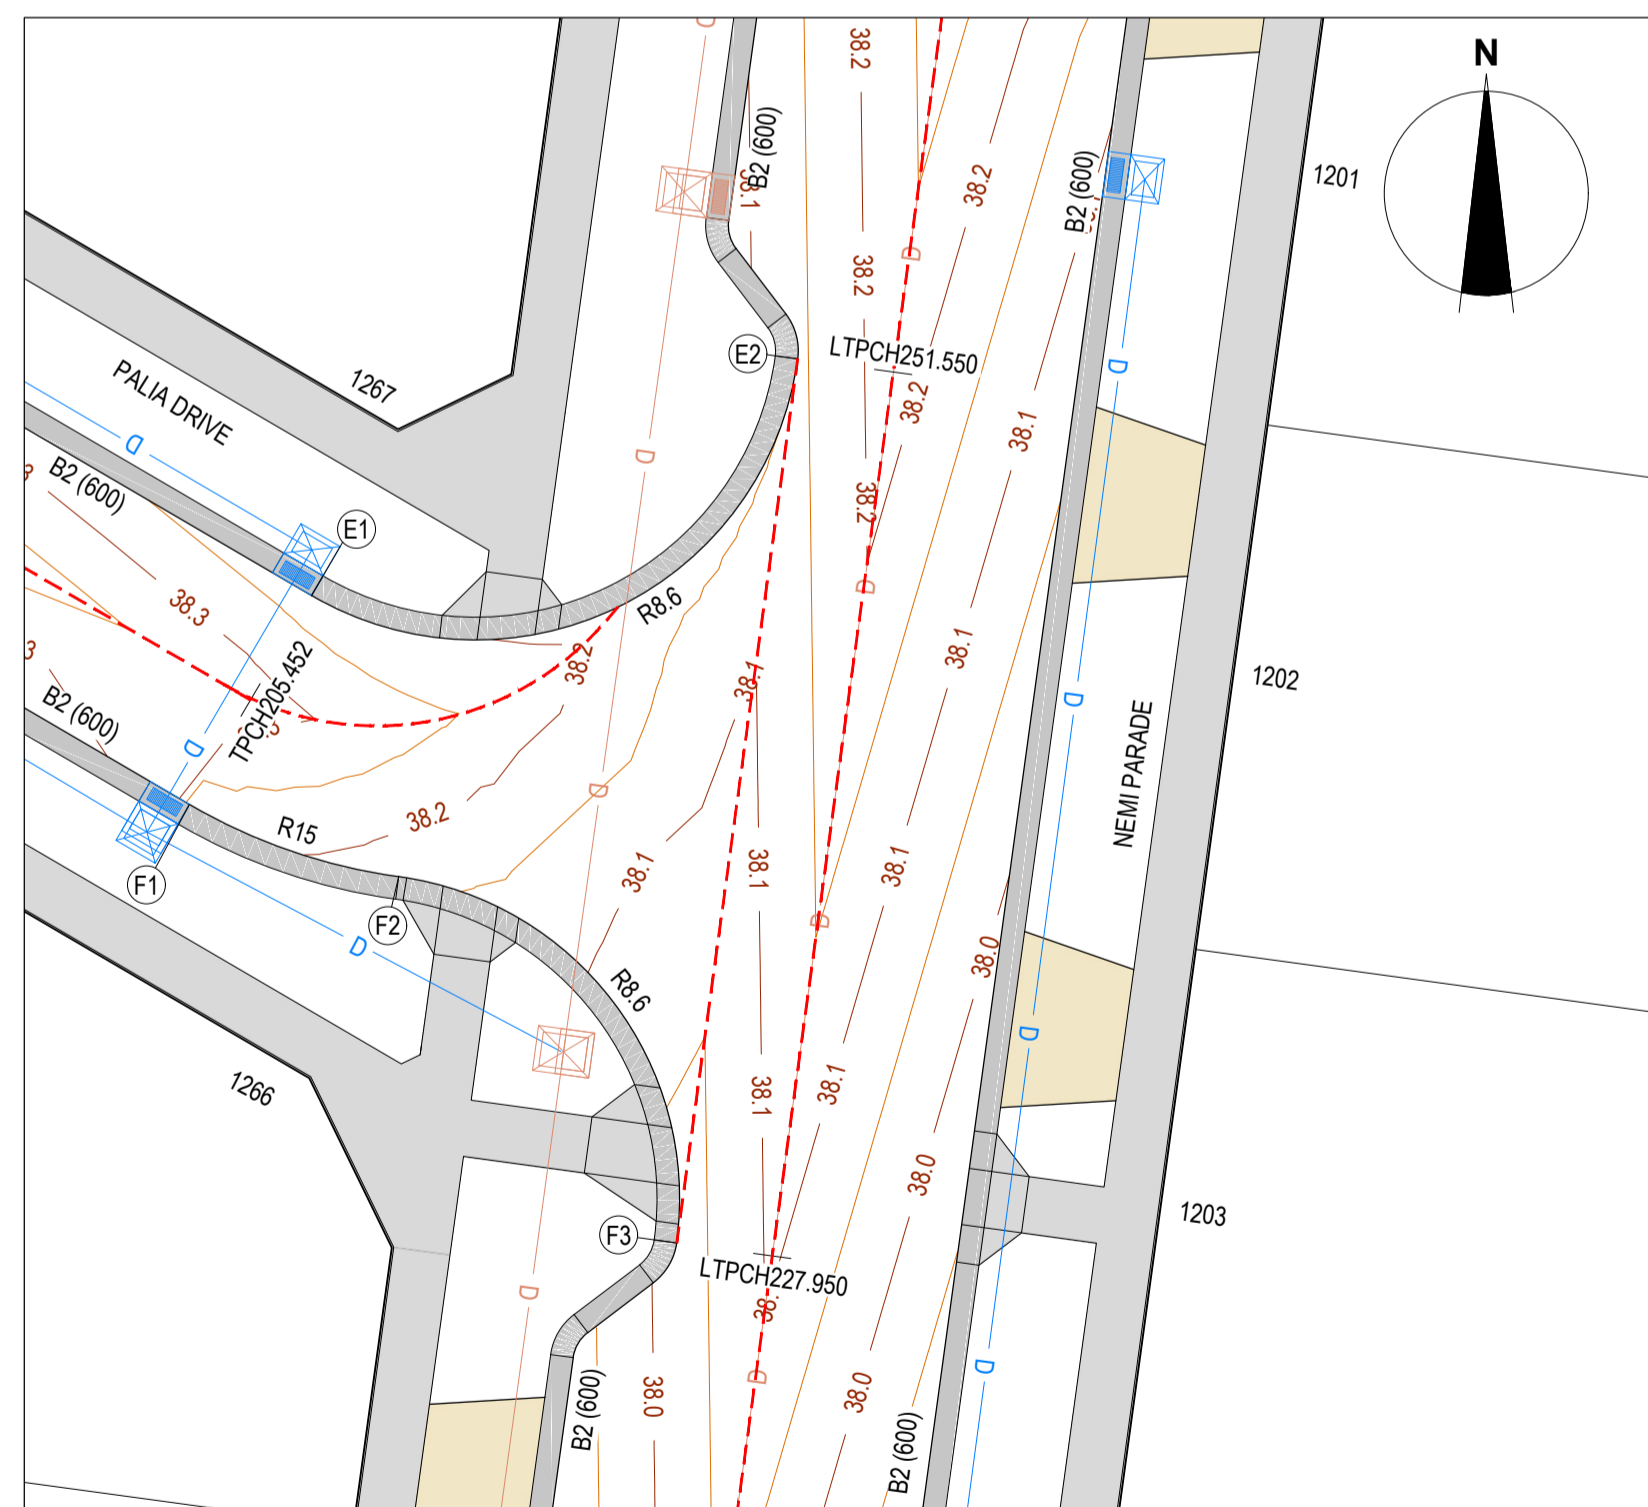 D
38.2
N
B2 (600)
38.1
38.2
B2 (600)
1201
D
38.2
E2
LTPCH251.550
D
38.2
38.1
1267
PALIA DRIVE
D
D
B2 (600)
38.2
E1
D
38.3
R8.6
38.1
38.2
38.1
1202
D
B2 (600)
TPCH205.452
D
NEMI PARADE
D
38.2
R15
38.1
38.1
38.1
F1
F2
D
D
38.0
R8.6
D
1266
38.1
38.1
38.0
1203
F3
LTPCH227.950
D
D
D
38.0
38.0
B2 (600)
B2 (600)